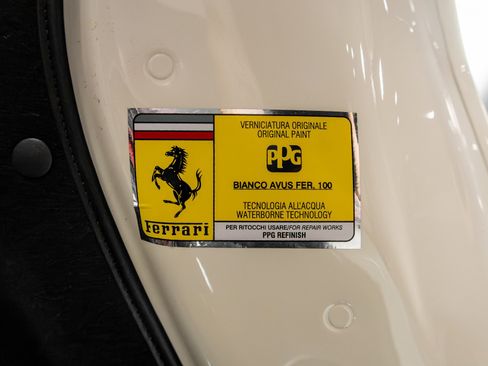 VERNICIATURA ORIGINALE
ORIGINAL PAINT
PPG
BIANCO AVUS FER. 100
TECNOLOGIA ALL'ACQUA
WATERBORNE TECHNOLOGY
Ferrari
PER RITOCCHI USARE/FOR REPAIR WORKS
PPG REFINISH